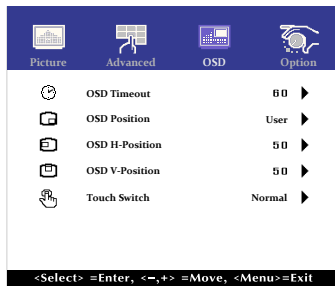 Picture Advanced OSD Option
OSD Timeout 60
OSD Position User
OSD H-Position 50
OSD V-Position 50
Touch Switch Normal
<Select> =Enter, <−,+> =Move, <Menu>=Exit